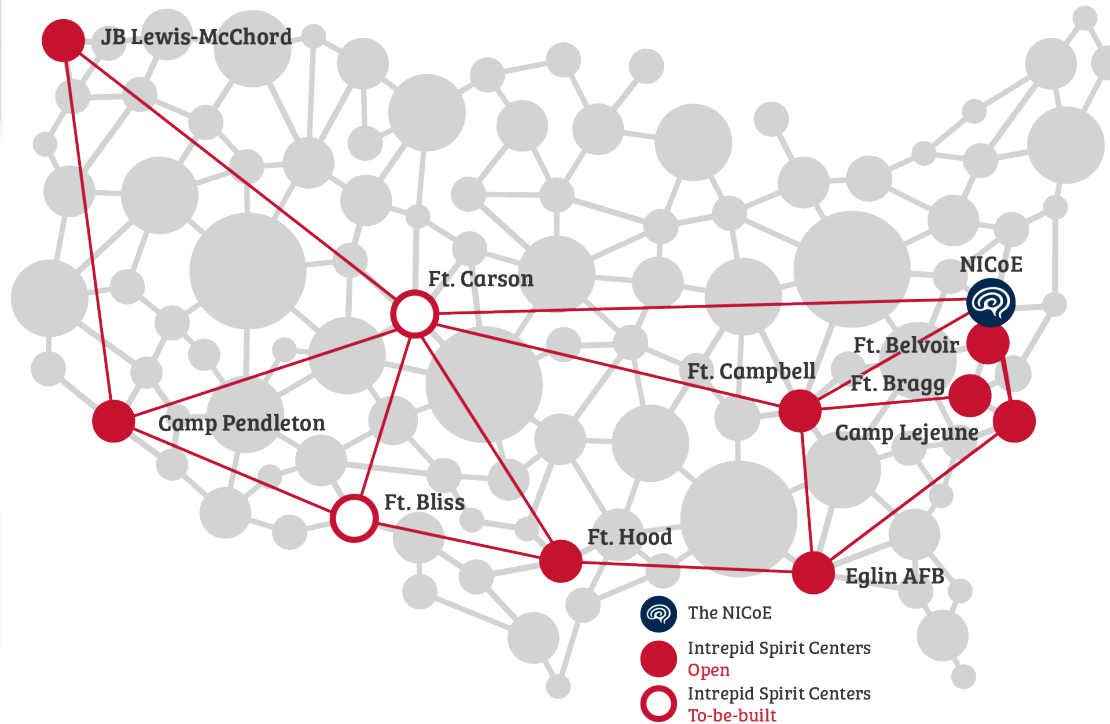 JB Lewis-McChord
NICoE
Ft. Carson
Ft. Belvoir
Ft. Campbell
Ft. Bragg
Camp Pendleton
Camp Lejeune
Ft. Bliss
Ft. Hood
Eglin AFB
The NICoE
Intrepid Spirit Centers
Open
Intrepid Spirit Centers
To-be-built